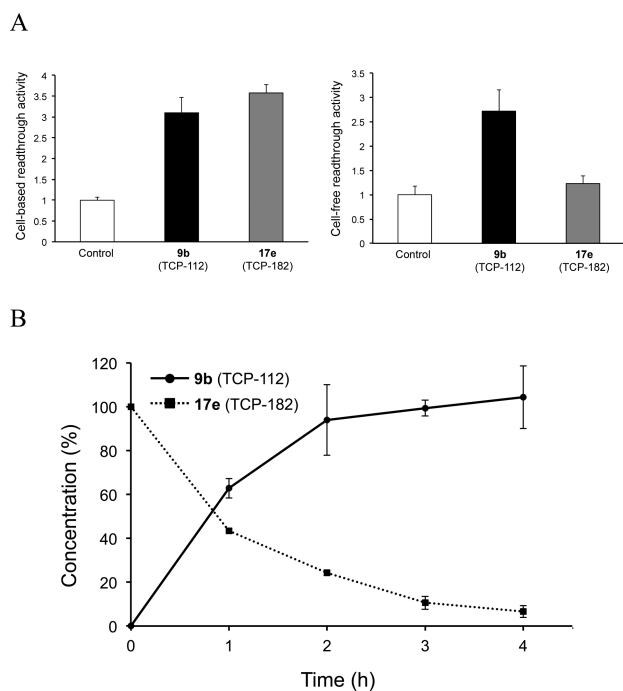 A
Cell-based readthrough activity
4
3.5
3
2.5
2
1.5
1
0.5
0
Control
9b
(TCP-112)
17e
(TCP-182)
Cell-free readthrough activity
3.5
3
2.5
2
1.5
1
0.5
0
Control
9b
(TCP-112)
17e
(TCP-182)
B
Concentration (%)
120
100
80
60
40
20
0
9b (TCP-112)
17e (TCP-182)
0 1 2 3 4
Time (h)